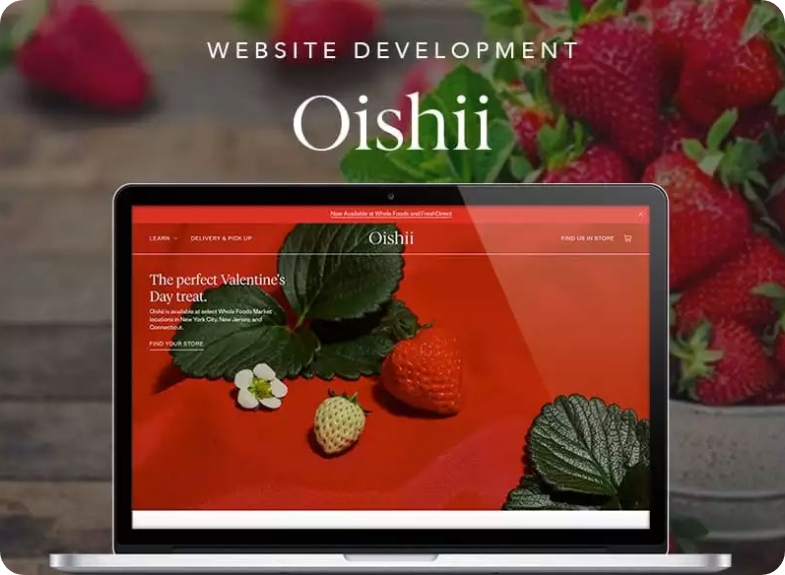 WEBSITE DEVELOPMENT
Oishii
Now Available at Whole Foods and FreshDirect
LEARN
DELIVERY & PICK UP
Oishii
FIND US IN STORE
The perfect Valentine's
Day treat.
Oishii is available at select Whole Foods Market
locations in New York City, New Jersey, and
Connecticut.
FIND YOUR STORE